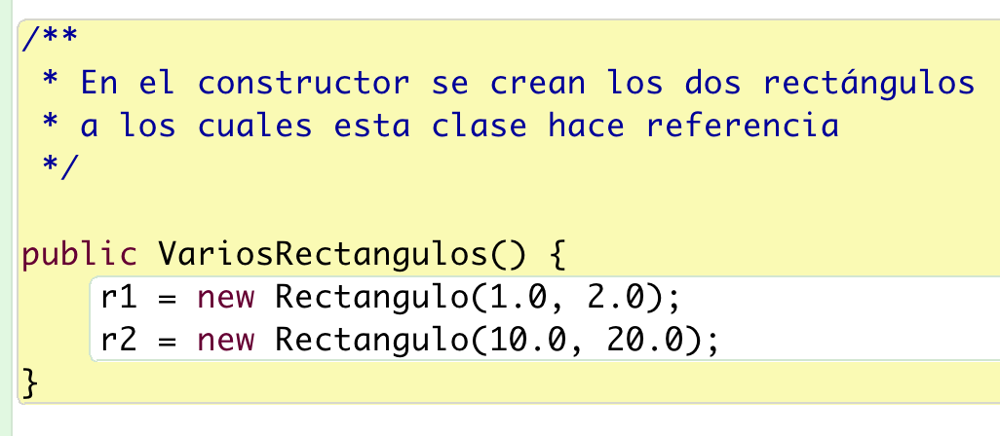 /**
 * En el constructor se crean los dos rectángulos
 * a los cuales esta clase hace referencia
 */
public VariosRectangulos() {
    r1 = new Rectangulo(1.0, 2.0);
    r2 = new Rectangulo(10.0, 20.0);
}